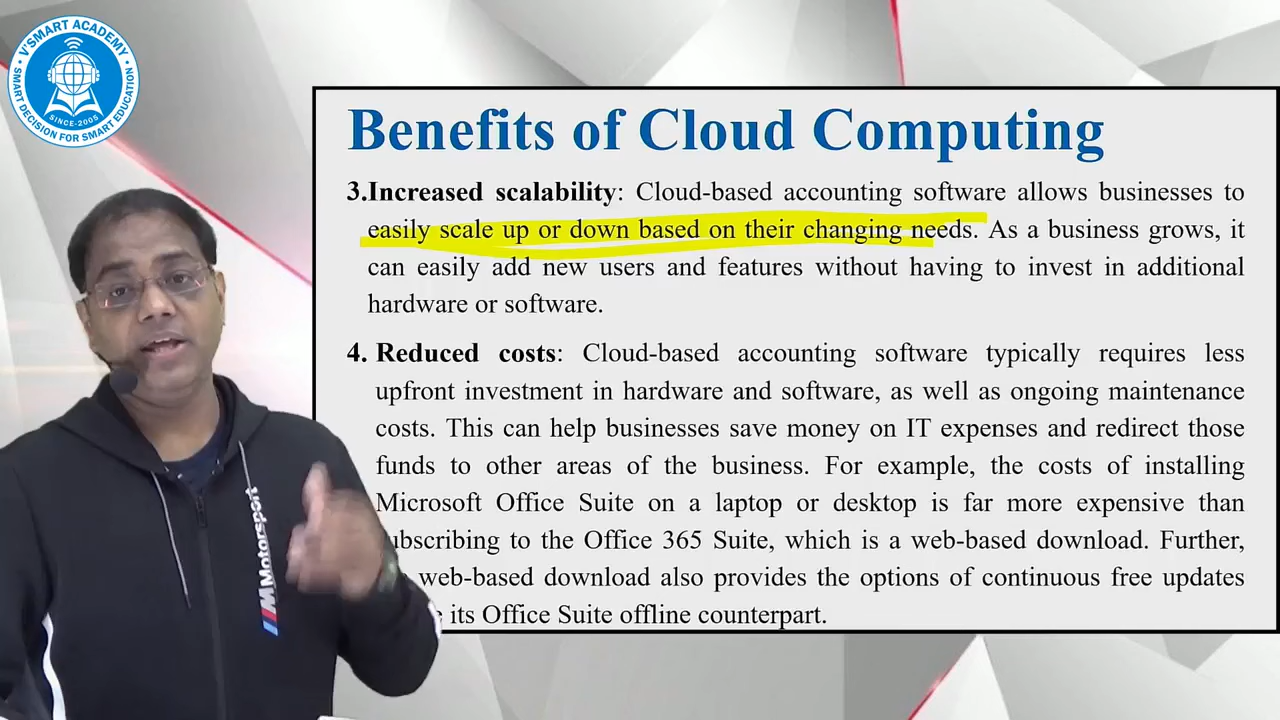 V'SMART ACADEMY
SMART DECISION FOR SMART EDUCATION
SINCE-2005
Benefits of Cloud Computing
3.Increased scalability: Cloud-based accounting software allows businesses to
easily scale up or down based on their changing needs. As a business grows, it
can easily add new users and features without having to invest in additional
hardware or software.
4. Reduced costs: Cloud-based accounting software typically requires less
upfront investment in hardware and software, as well as ongoing maintenance
costs. This can help businesses save money on IT expenses and redirect those
funds to other areas of the business. For example, the costs of installing
Microsoft Office Suite on a laptop or desktop is far more expensive than
ubscribing to the Office 365 Suite, which is a web-based download. Further,
web-based download also provides the options of continuous free updates
its Office Suite offline counterpart.
M Motorsport